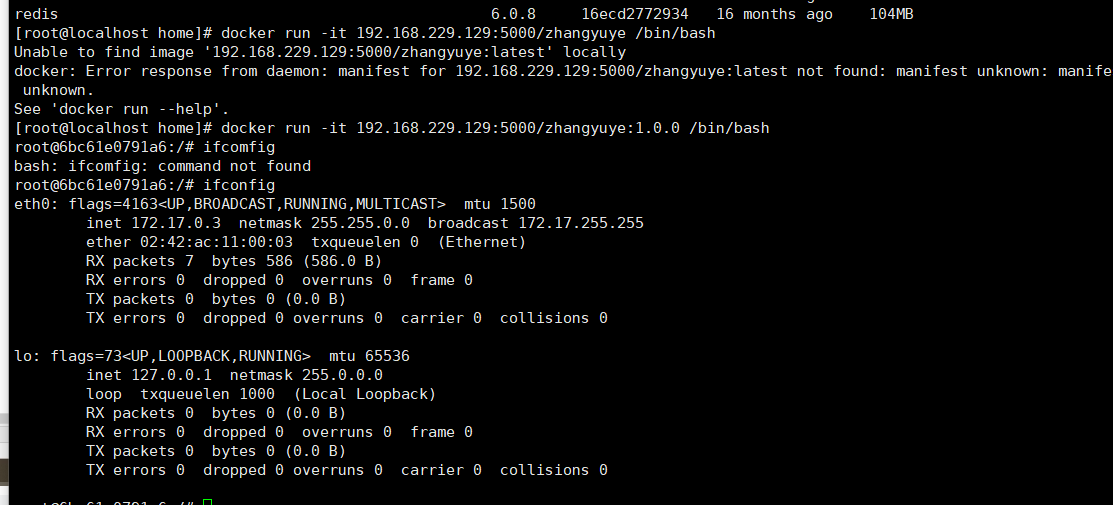 redis 6.0.8 16ecd2772934 16 months ago 104MB
[root@localhost home]# docker run -it 192.168.229.129:5000/zhangyuye /bin/bash
Unable to find image '192.168.229.129:5000/zhangyuye:latest' locally
docker: Error response from daemon: manifest for 192.168.229.129:5000/zhangyuye:latest not found: manifest unknown: manife
unknown.
See 'docker run --help'.
[root@localhost home]# docker run -it 192.168.229.129:5000/zhangyuye:1.0.0 /bin/bash
root@6bc61e0791a6:/# ifcomfig
bash: ifcomfig: command not found
root@6bc61e0791a6:/# ifconfig
eth0: flags=4163<UP,BROADCAST,RUNNING,MULTICAST>  mtu 1500
inet 172.17.0.3  netmask 255.255.0.0  broadcast 172.17.255.255
ether 02:42:ac:11:00:03  txqueuelen 0  (Ethernet)
RX packets 7  bytes 586 (586.0 B)
RX errors 0  dropped 0  overruns 0  frame 0
TX packets 0  bytes 0 (0.0 B)
TX errors 0  dropped 0 overruns 0  carrier 0  collisions 0
lo: flags=73<UP,LOOPBACK,RUNNING>  mtu 65536
inet 127.0.0.1  netmask 255.0.0.0
loop  txqueuelen 1000  (Local Loopback)
RX packets 0  bytes 0 (0.0 B)
RX errors 0  dropped 0  overruns 0  frame 0
TX packets 0  bytes 0 (0.0 B)
TX errors 0  dropped 0 overruns 0  carrier 0  collisions 0